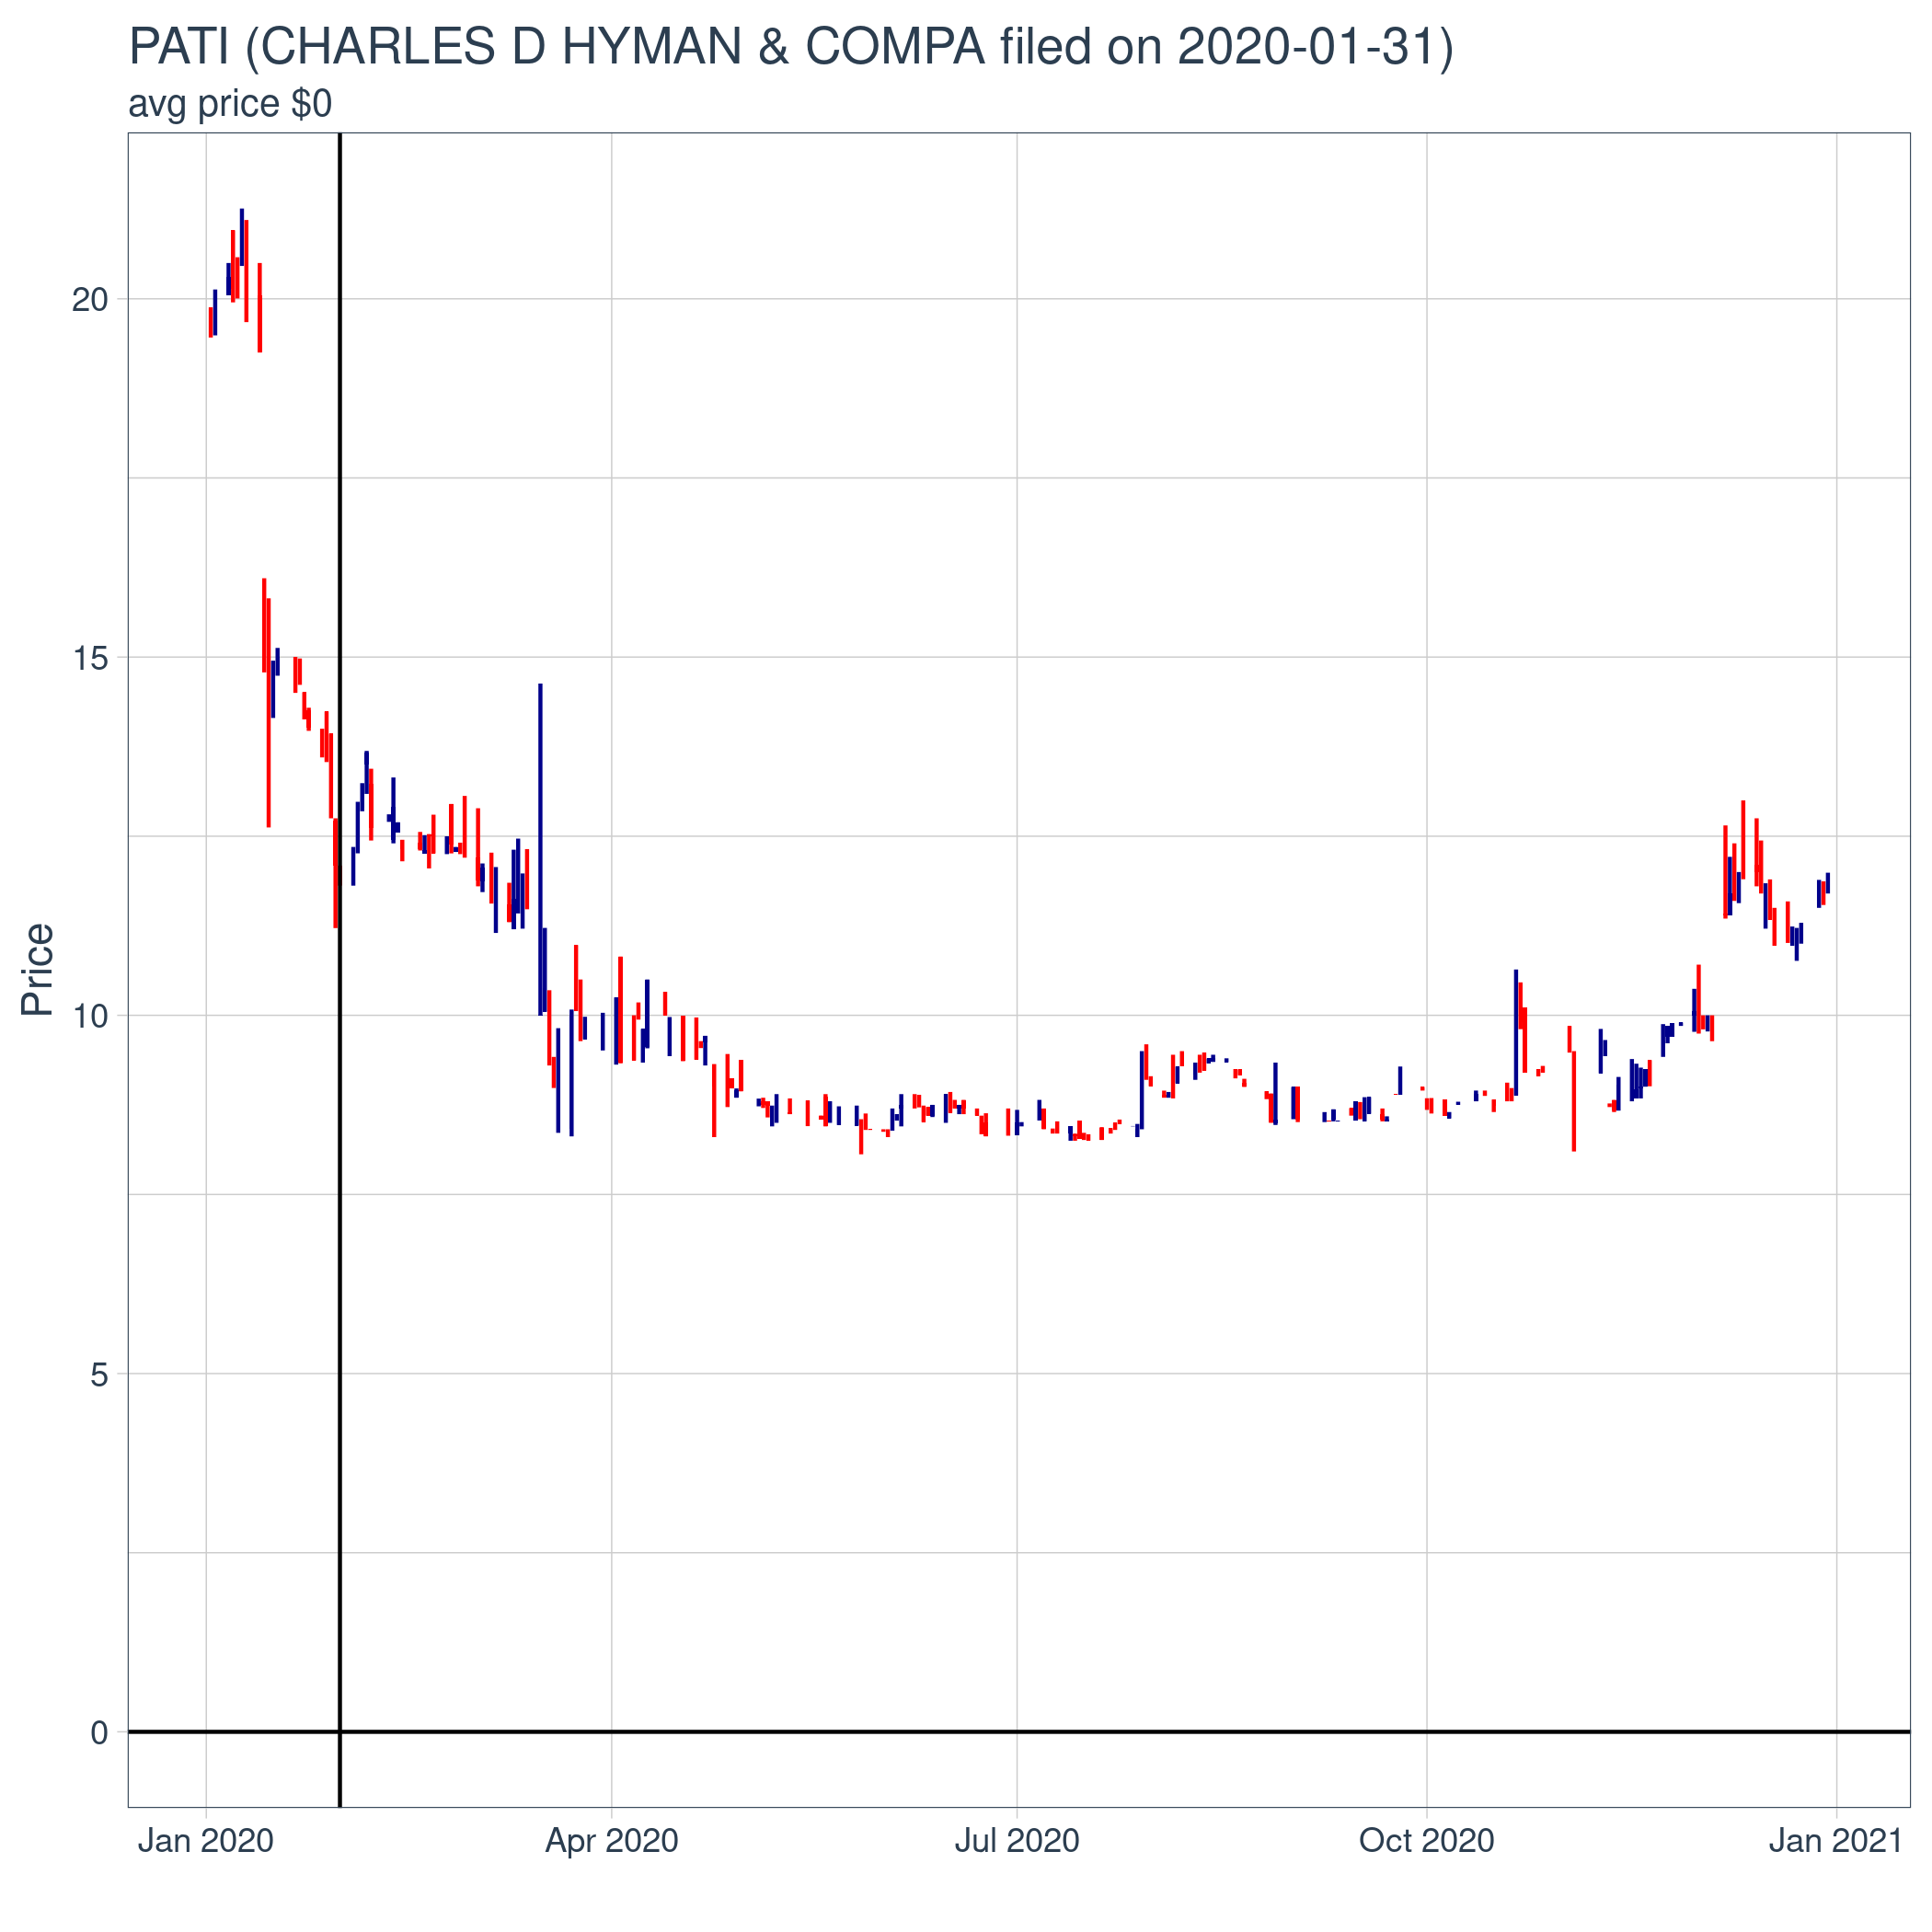 PATI (CHARLES D HYMAN & COMPA filed on 2020-01-31)
avg price $0
Price
20
15
10
5
0
Jan 2020
Apr 2020
Jul 2020
Oct 2020
Jan 2021